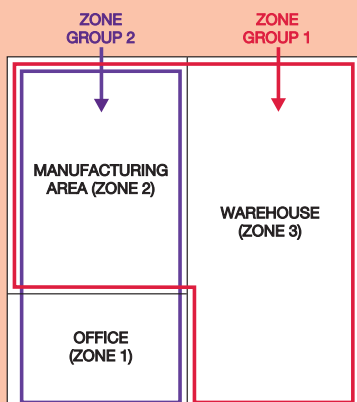 ZONE
GROUP 2
ZONE
GROUP 1
MANUFACTURING
AREA (ZONE 2)
WAREHOUSE
(ZONE 3)
OFFICE
(ZONE 1)